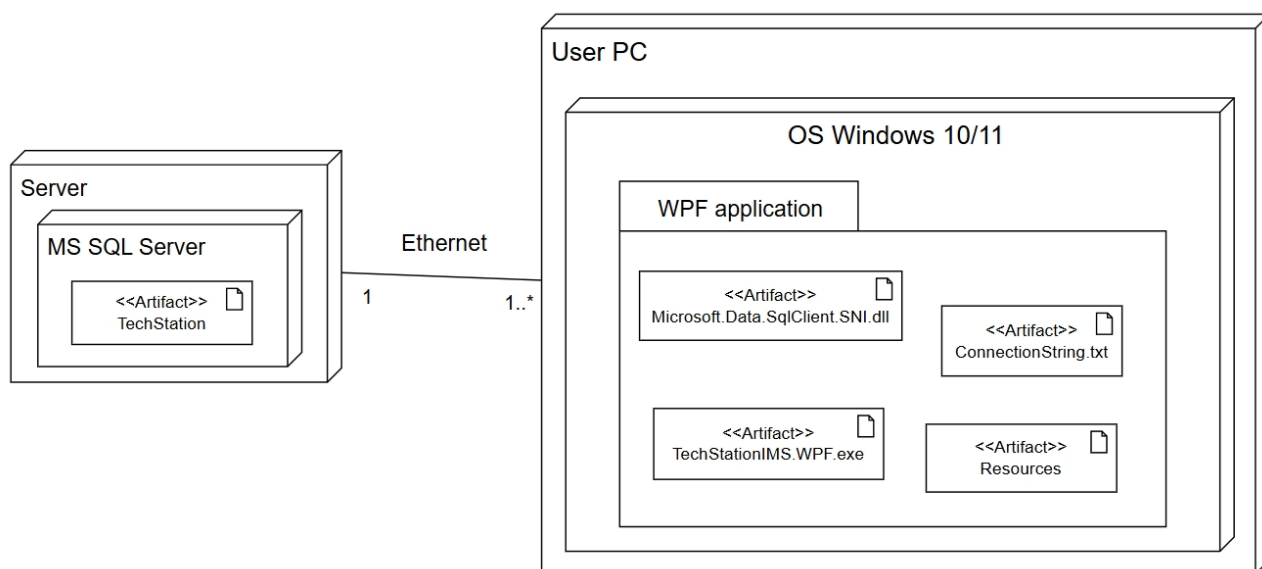 Server
MS SQL Server
<<Artifact>>
TechStation
Ethernet
1
1..*
User PC
OS Windows 10/11
WPF application
<<Artifact>>
Microsoft.Data.SqlClient.SNI.dll
<<Artifact>>
ConnectionString.txt
<<Artifact>>
TechStationIMS.WPF.exe
<<Artifact>>
Resources